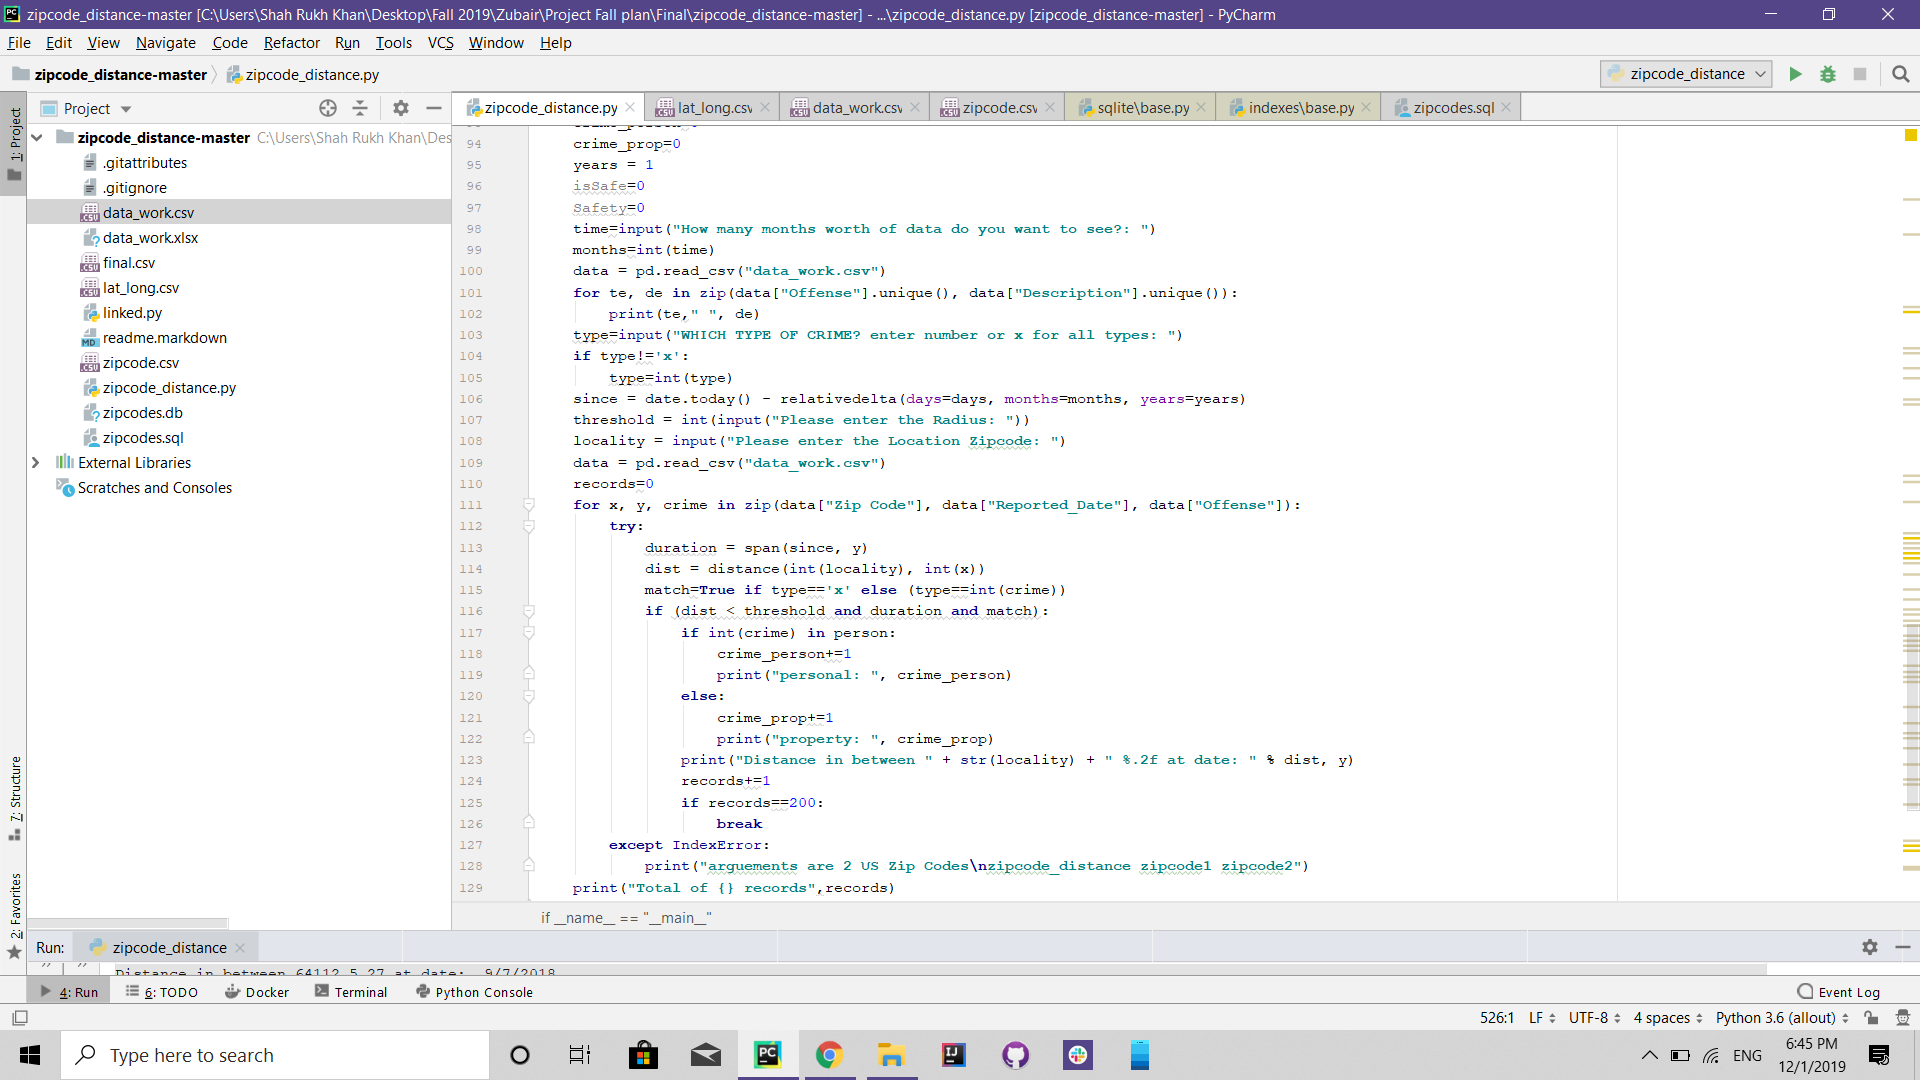 zipcode_distance-master [C:\Users\Shah Rukh Khan\Desktop\Fall 2019\Zubair\Project Fall plan\Final\zipcode_distance-master] - ...\zipcode_distance.py [zipcode_distance-master] - PyCharm
File Edit View Navigate Code Refactor Run Tools VCS Window Help
zipcode_distance-master zipcode_distance.py zipcode_distance
Project
zipcode_distance.py lat_long.csv data_work.csv zipcode.csv sqlite\base.py indexes\base.py zipcodes.sql
1: Project
7: Structure
2: Favorites
zipcode_distance-master C:\Users\Shah Rukh Khan\Des
.gitattributes
.gitignore
data_work.csv
data_work.xlsx
final.csv
lat_long.csv
linked.py
readme.markdown
zipcode.csv
zipcode_distance.py
zipcodes.db
zipcodes.sql
External Libraries
Scratches and Consoles
94 crime_prop=0
95 years = 1
96 isSafe=0
97 Safety=0
98 time=input("How many months worth of data do you want to see?: ")
99 months=int(time)
100 data = pd.read_csv("data_work.csv")
101 for te, de in zip(data["Offense"].unique(), data["Description"].unique()):
102 print(te," ", de)
103 type=input("WHICH TYPE OF CRIME? enter number or x for all types: ")
104 if type!='x':
105 type=int(type)
106 since = date.today() - relativedelta(days=days, months=months, years=years)
107 threshold = int(input("Please enter the Radius: "))
108 locality = input("Please enter the Location Zipcode: ")
109 data = pd.read_csv("data_work.csv")
110 records=0
111 for x, y, crime in zip(data["Zip Code"], data["Reported_Date"], data["Offense"]):
112 try:
113 duration = span(since, y)
114 dist = distance(int(locality), int(x))
115 match=True if type=='x' else (type==int(crime))
116 if (dist < threshold and duration and match):
117 if int(crime) in person:
118 crime_person+=1
119 print("personal: ", crime_person)
120 else:
121 crime_prop+=1
122 print("property: ", crime_prop)
123 print("Distance in between " + str(locality) + " %.2f at date: " % dist, y)
124 records+=1
125 if records==200:
126 break
127 except IndexError:
128 print("arguements are 2 US Zip Codes\nzipcode_distance zipcode1 zipcode2")
129 print("Total of {} records",records)
if __name__ == "__main__"
Run: zipcode_distance
Distance in between 64112 5.27 at date: 9/7/2018
4: Run 6: TODO Docker Terminal Python Console Event Log
526:1 LF UTF-8 4 spaces Python 3.6 (allout)
Type here to search
ENG
6:45 PM
12/1/2019